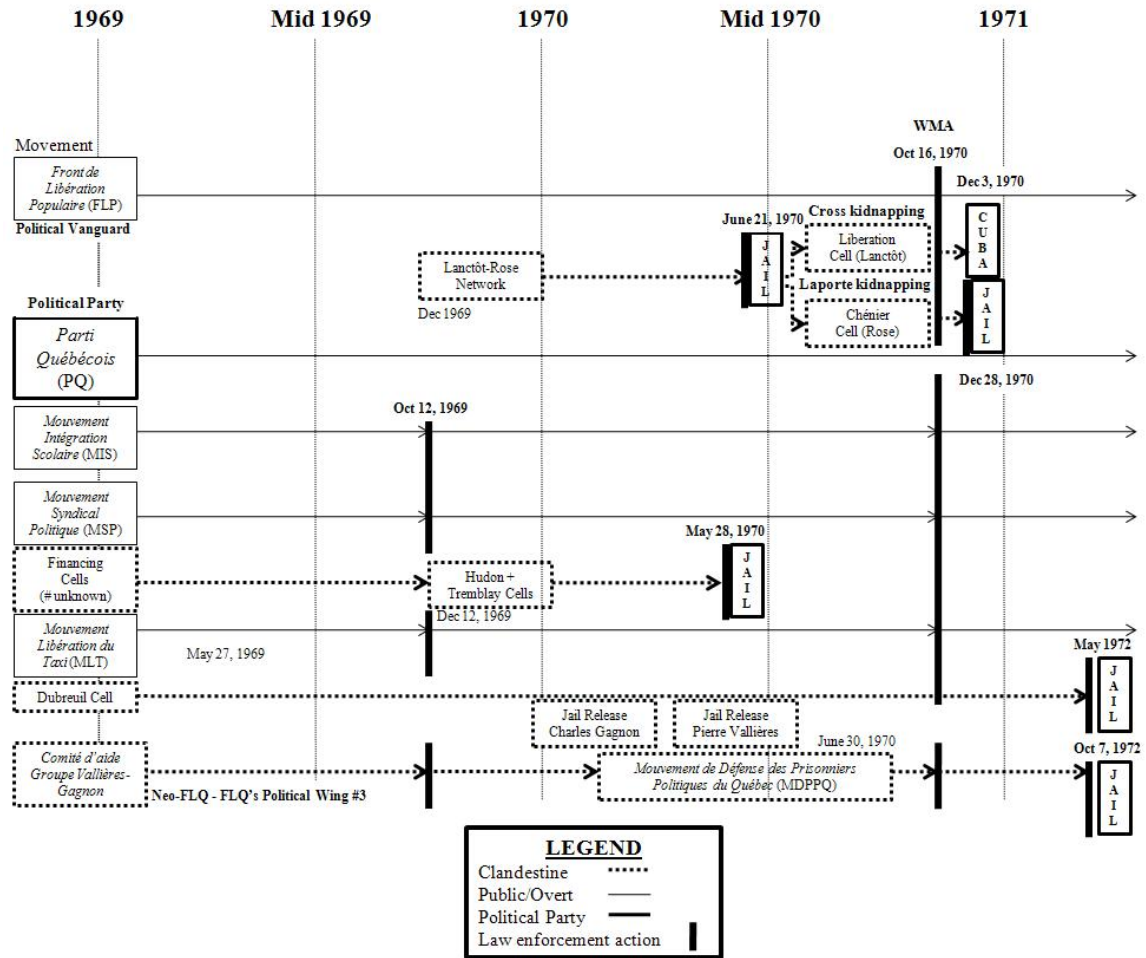 1969 Mid 1969 1970 Mid 1970 1971
WMA
Oct 16, 1970
Dec 3, 1970
Movement
Front de
Libération
Populaire (FLP)
Political Vanguard
June 21, 1970
JAIL
Cross kidnapping
Liberation
Cell (Lanctôt)
CUBA
Lanctôt-Rose
Network
Dec 1969
Laporte kidnapping
Chénier
Cell (Rose)
JAIL
Dec 28, 1970
Political Party
Parti
Québécois
(PQ)
Oct 12, 1969
Mouvement
Intégration
Scolaire (MIS)
Mouvement
Syndical
Politique (MSP)
May 28, 1970
JAIL
Financing
Cells
(# unknown)
Hudon +
Tremblay Cells
Dec 12, 1969
Mouvement
Libération du
Taxi (MLT)
May 27, 1969
May 1972
JAIL
Dubreuil Cell
Jail Release
Charles Gagnon
Jail Release
Pierre Vallières
June 30, 1970
Oct 7, 1972
JAIL
Comité d'aide
Groupe Vallières-
Gagnon
Neo-FLQ - FLQ's Political Wing #3
Mouvement de Défense des Prisonniers
Politiques du Québec (MDPPQ)
LEGEND
Clandestine
Public/Overt
Political Party
Law enforcement action